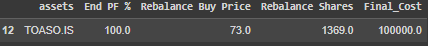 assets End PF % Rebalance Buy Price Rebalance Shares Final_Cost
12 TOASO.IS 100.0 73.0 1369.0 100000.0